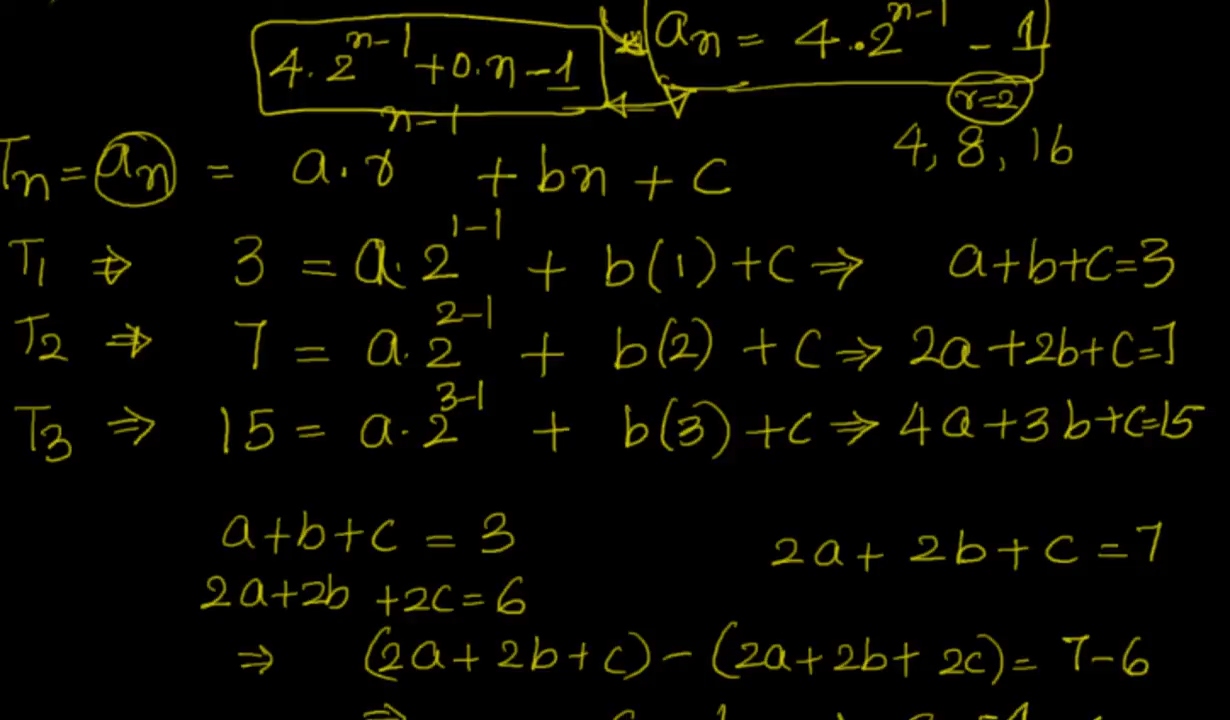 4·2^(n-1) + 0·n - 1
a_n = 4·2^(n-1) - 1
r=2
4, 8, 16
T_n = a_n = a·r^(n-1) + bn + c
T_1 ⇒ 3 = a·2^(1-1) + b(1) + c ⇒ a+b+c=3
T_2 ⇒ 7 = a·2^(2-1) + b(2) + c ⇒ 2a+2b+c=7
T_3 ⇒ 15 = a·2^(3-1) + b(3) + c ⇒ 4a+3b+c=15
a+b+c = 3
2a + 2b + c = 7
2a+2b +2c = 6
⇒ (2a + 2b + c) - (2a+2b+ 2c) = 7-6